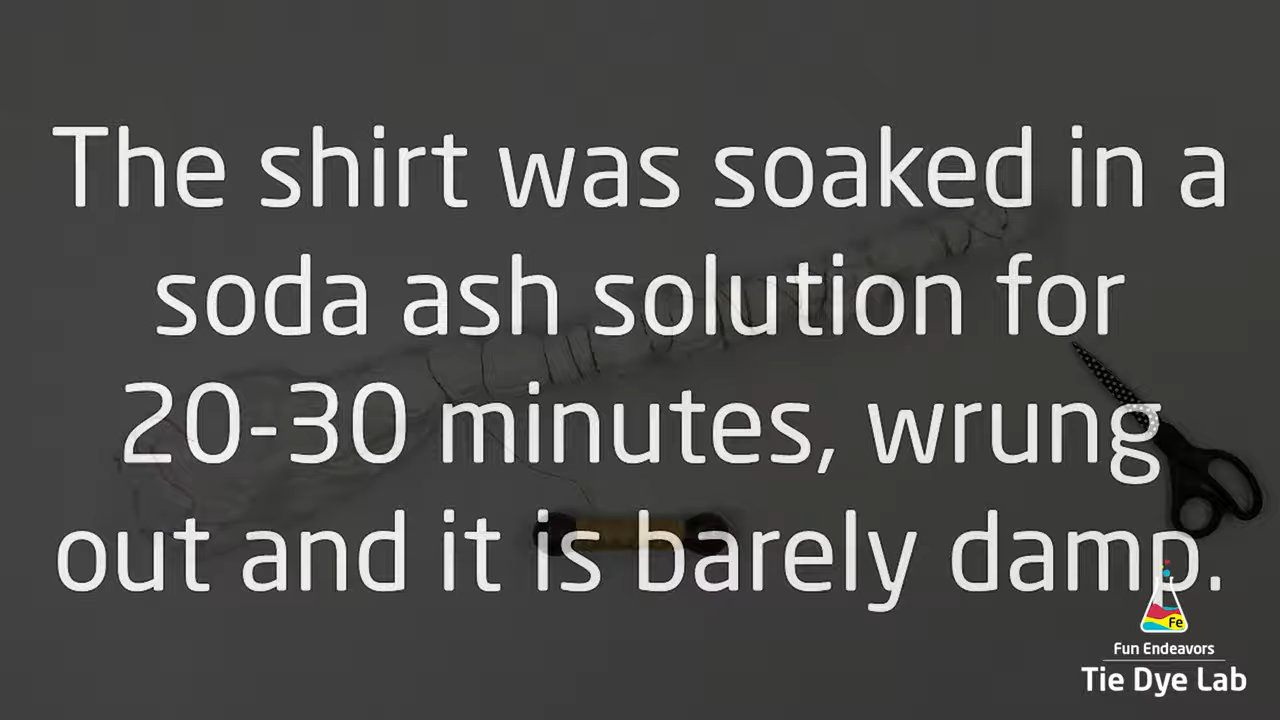 The shirt was soaked in a
soda ash solution for
20-30 minutes, wrung
out and it is barely damp.
Fe
Fun Endeavors
Tie Dye Lab